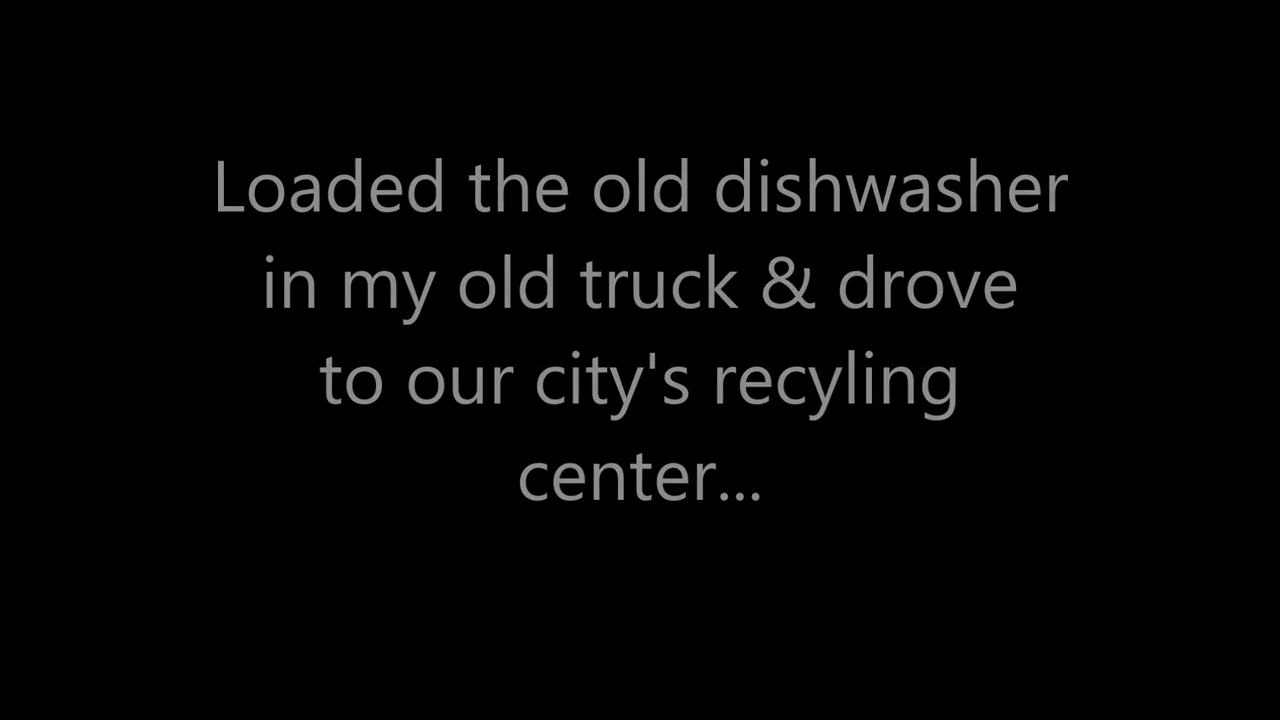 Loaded the old dishwasher
in my old truck & drove
to our city's recyling
center...